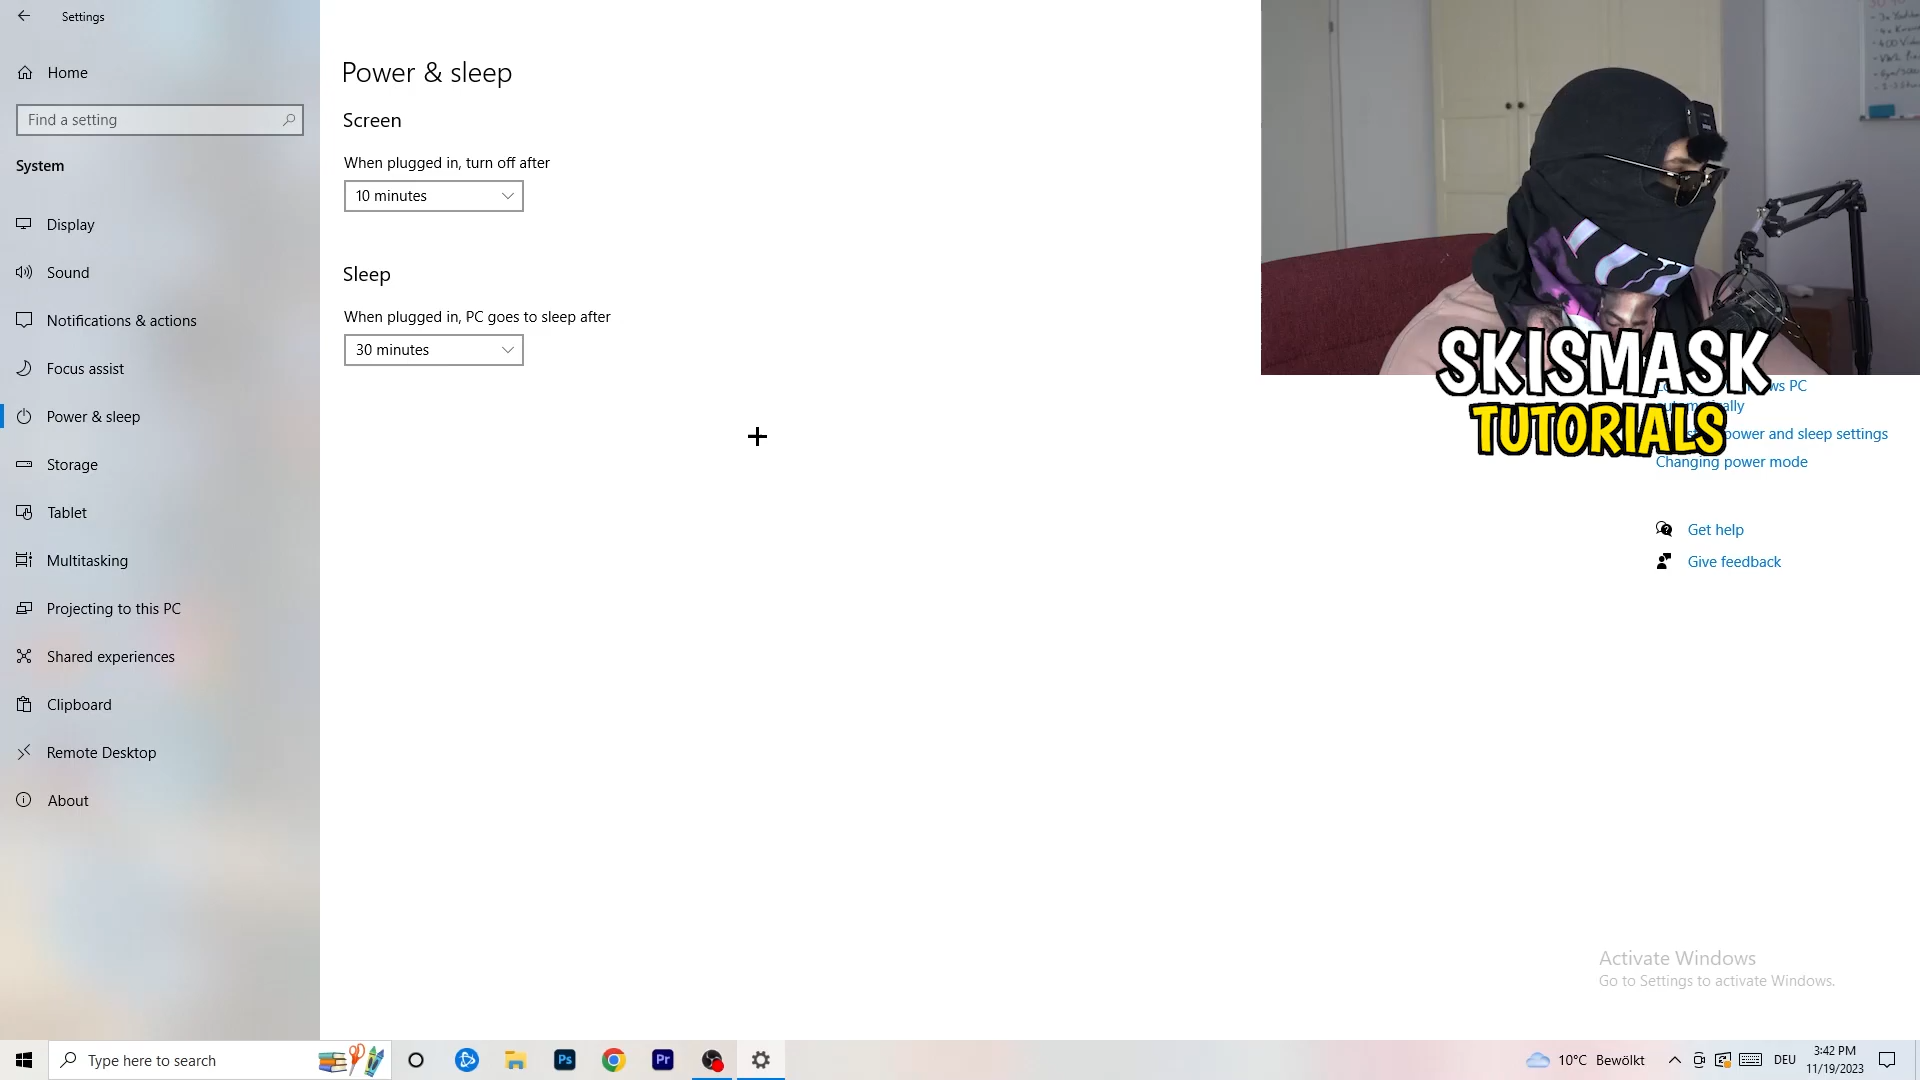 Settings
Home
Find a setting
System
Display
Sound
Notifications & actions
Focus assist
Power & sleep
Storage
Tablet
Multitasking
Projecting to this PC
Shared experiences
Clipboard
Remote Desktop
About
Power & sleep
Screen
When plugged in, turn off after
10 minutes
Sleep
When plugged in, PC goes to sleep after
30 minutes
SKISMASK
TUTORIALS
PC
power and sleep settings
Changing power mode
Get help
Give feedback
Activate Windows
Go to Settings to activate Windows.
Type here to search
Ps
Pr
10°C Bewölkt
DEU
3:42 PM
11/19/2023